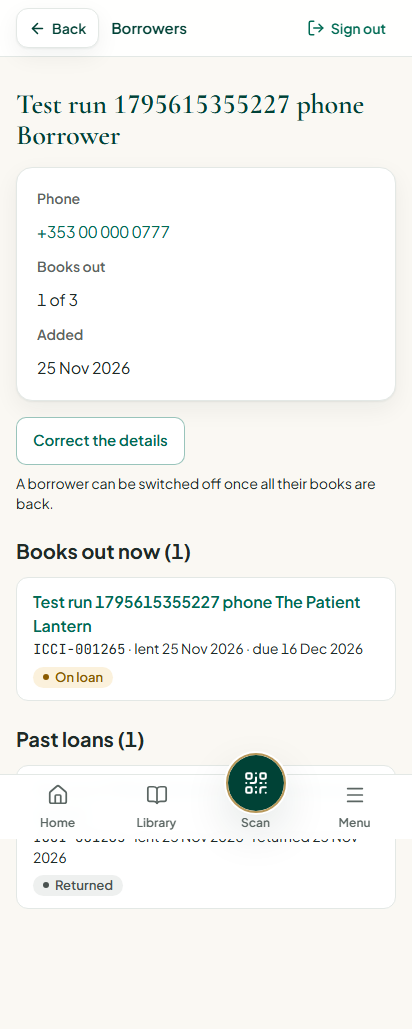 Back
Borrowers
Sign out
Test run 1795615355227 phone
Borrower
Phone
+353 00 000 0777
Books out
1 of 3
Added
25 Nov 2026
Correct the details
A borrower can be switched off once all their books are
back.
Books out now (1)
Test run 1795615355227 phone The Patient
Lantern
ICCI-001265 · lent 25 Nov 2026 · due 16 Dec 2026
On loan
Past loans (1)
Home
Library
Scan
Menu
2026
Returned